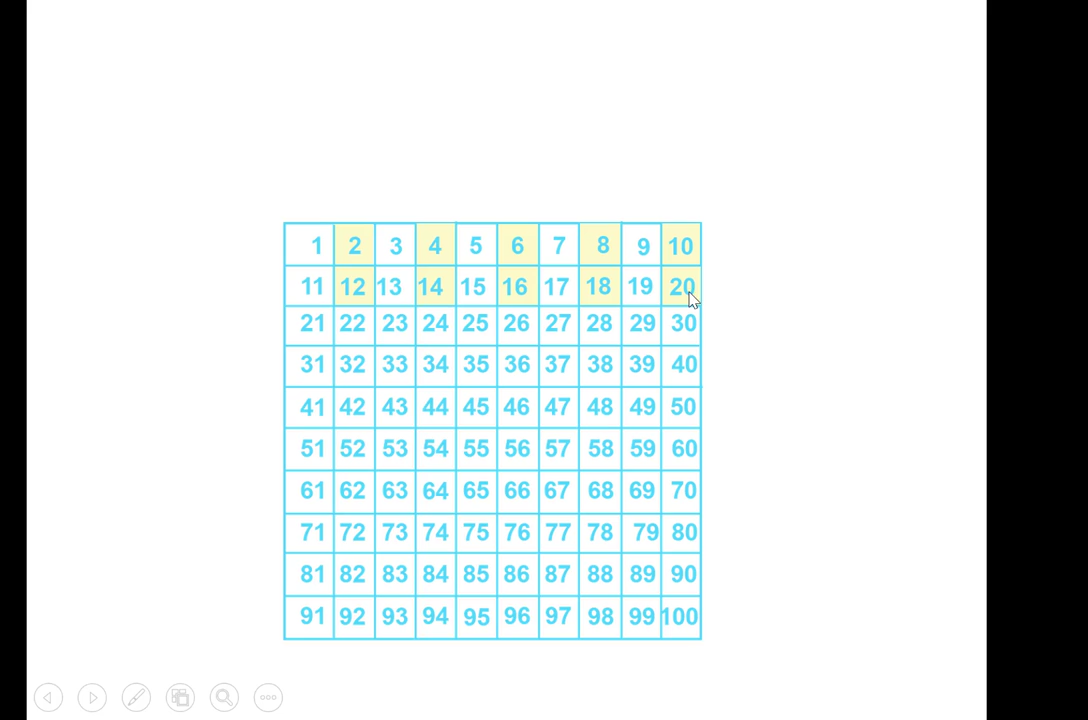 1 2 3 4 5 6 7 8 9 10
11 12 13 14 15 16 17 18 19 20
21 22 23 24 25 26 27 28 29 30
31 32 33 34 35 36 37 38 39 40
41 42 43 44 45 46 47 48 49 50
51 52 53 54 55 56 57 58 59 60
61 62 63 64 65 66 67 68 69 70
71 72 73 74 75 76 77 78 79 80
81 82 83 84 85 86 87 88 89 90
91 92 93 94 95 96 97 98 99 100